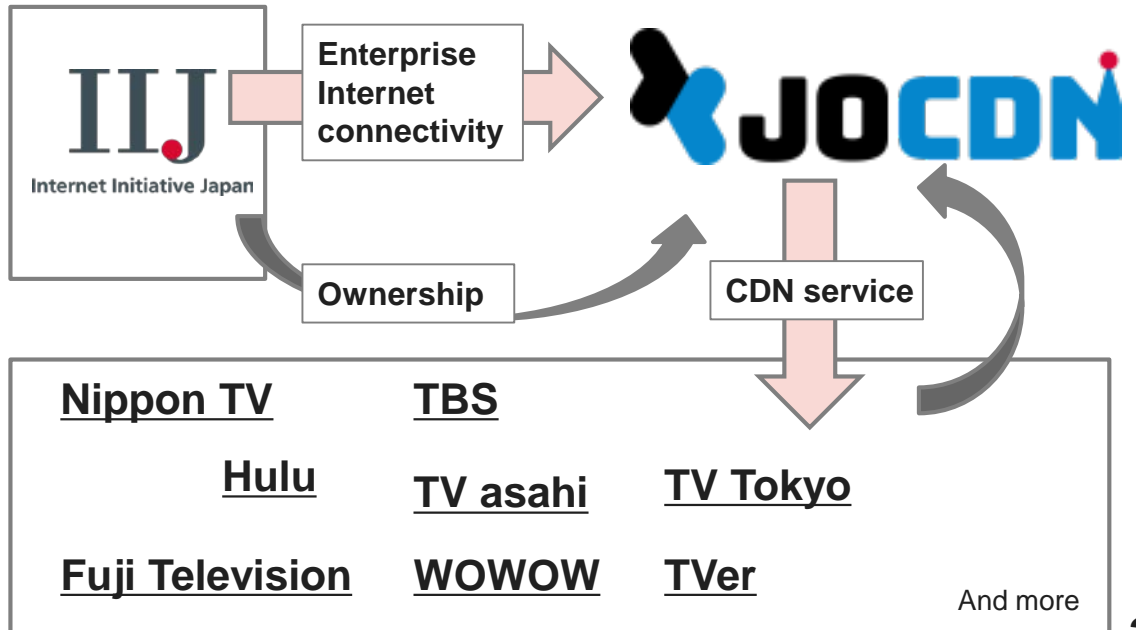 IIJ
Internet Initiative Japan
Enterprise
Internet
connectivity
JOCDN
Ownership
CDN service
Nippon TV
TBS
Hulu
TV asahi
TV Tokyo
Fuji Television
WOWOW
TVer
And more